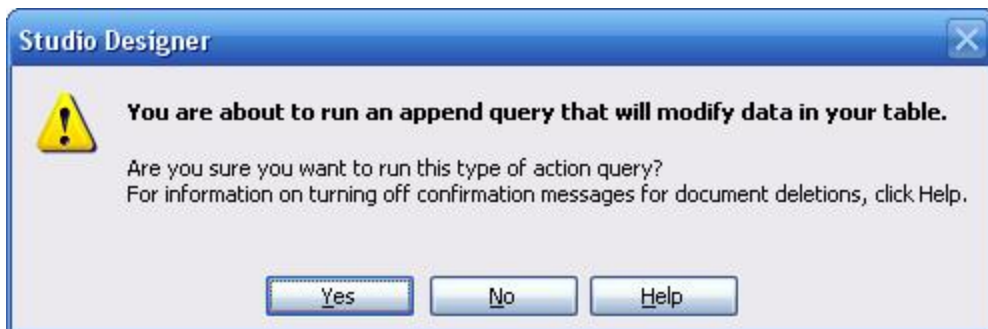 Studio Designer
You are about to run an append query that will modify data in your table.
Are you sure you want to run this type of action query?
For information on turning off confirmation messages for document deletions, click Help.
Yes
No
Help